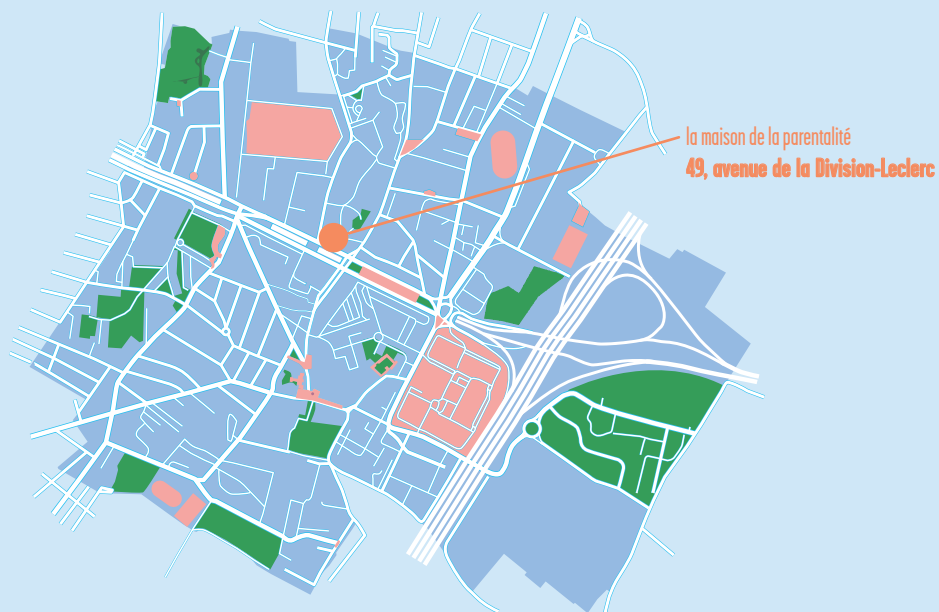 la maison de la parentalité
49, avenue de la Division-Leclerc